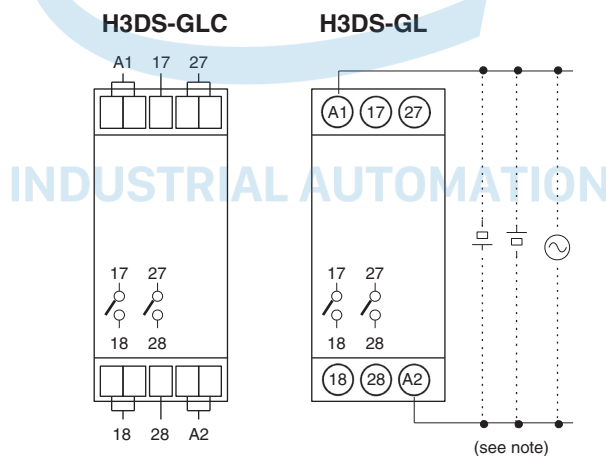 H3DS-GLC H3DS-GL
A1 17 27
A1 17 27
INDUSTRIAL AUTOMATION
17 27
18 28
17 27
18 28
18 28 A2
18 28 A2
(see note)